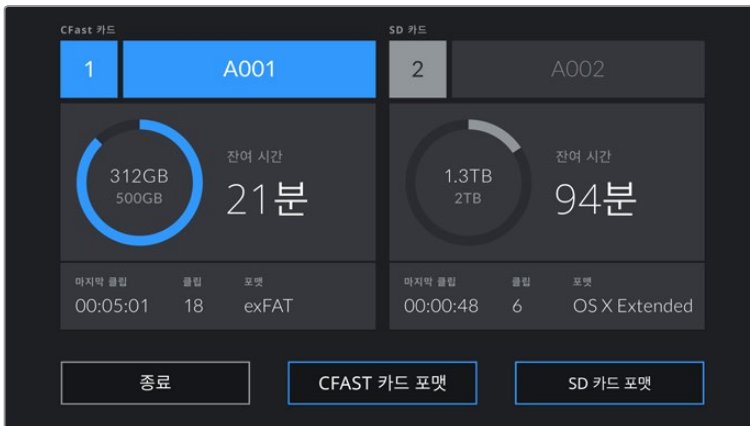 CFast 카드
1
A001
312GB
500GB
잔여 시간
21분
마지막 클립
클립
포맷
00:05:01
18
exFAT
SD 카드
2
A002
1.3TB
2TB
잔여 시간
94분
마지막 클립
클립
포맷
00:00:48
6
OS X Extended
종료
CFAST 카드 포맷
SD 카드 포맷